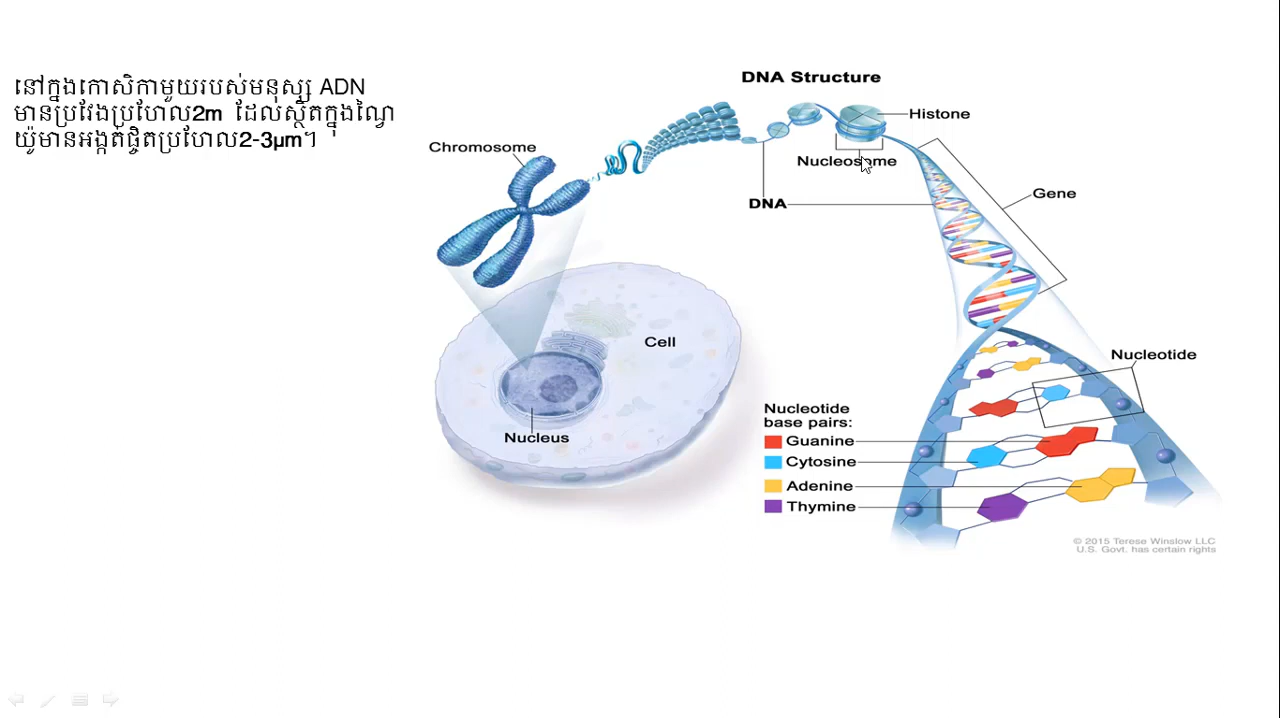 នៅក្នុងកោសិកាមួយរបស់មនុស្ស ADN
មានប្រវែងប្រហែល2m ដែលស្ថិតក្នុងណ្វៃ
យ៉ូមានអង្កត់ផ្ចិតប្រហែល2-3µm។
DNA Structure
Histone
Chromosome
Nucleosome
Gene
DNA
Cell
Nucleotide
Nucleus
Nucleotide
base pairs:
Guanine
Cytosine
Adenine
Thymine
© 2015 Terese Winslow LLC
U.S. Govt. has certain rights